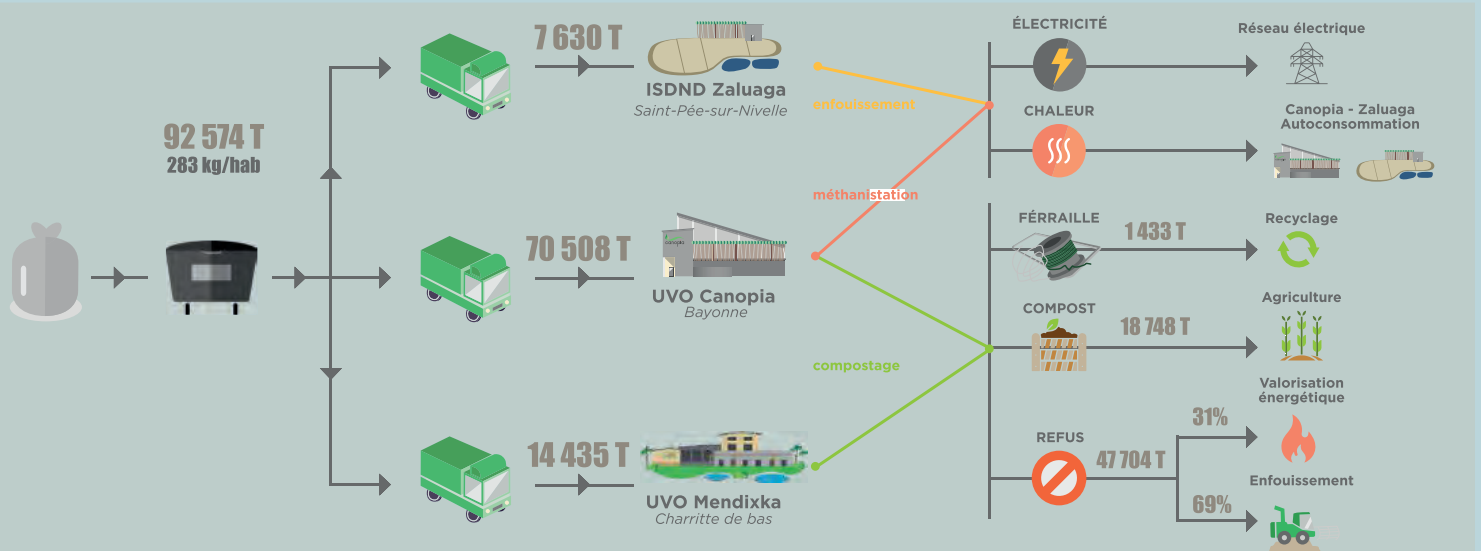 92 574 T
283 kg/hab
7 630 T
ISDND Zaluaga
Saint-Pée-sur-Nivelle
70 508 T
canopia
UVO Canopia
Bayonne
14 435 T
UVO Mendixka
Charritte de bas
enfouissement
méthanistation
compostage
ÉLECTRICITÉ
Réseau électrique
CHALEUR
Canopia - Zaluaga
Autoconsommation
FÉRRAILLE
1 433 T
Recyclage
COMPOST
18 748 T
Agriculture
REFUS
47 704 T
31%
Valorisation
énergétique
69%
Enfouissement